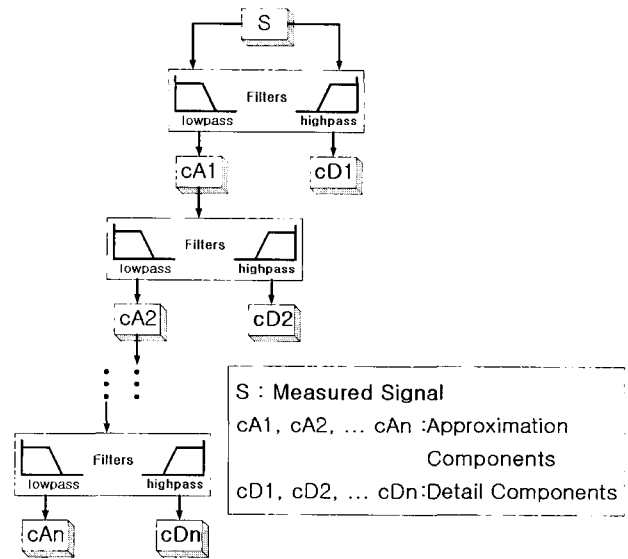 S
Filters
lowpass highpass
cA1 cD1
Filters
lowpass highpass
cA2 cD2
S : Measured Signal
cA1, cA2, ... cAn :Approximation
Components
cD1, cD2, ... cDn:Detail Components
Filters
lowpass highpass
cAn cDn